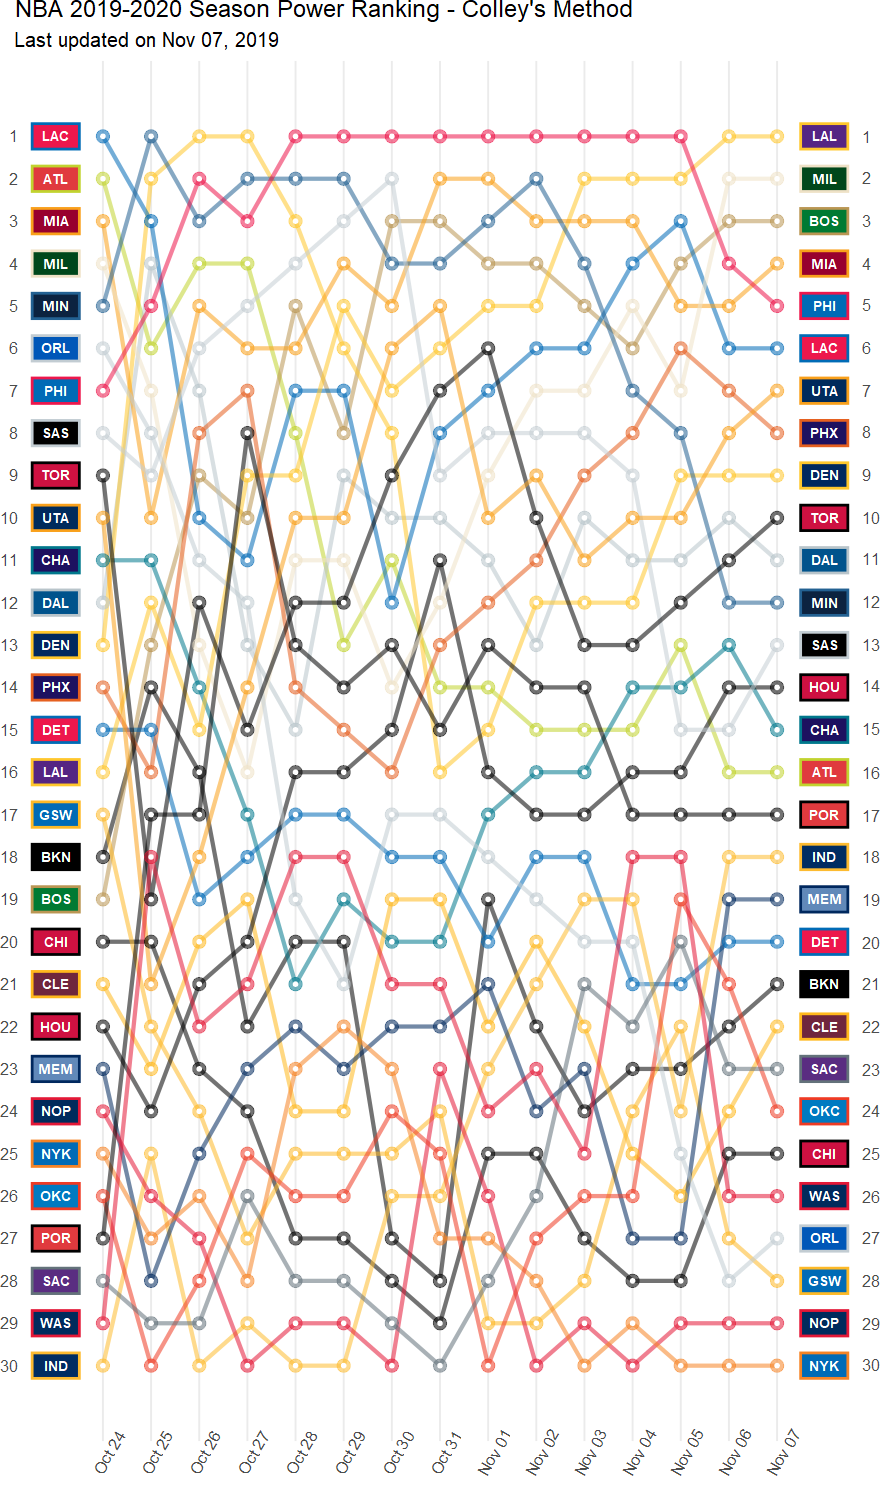 NBA 2019-2020 Season Power Ranking - Colley's Method
Last updated on Nov 07, 2019
1 LAC LAL 1
2 ATL MIL 2
3 MIA BOS 3
4 MIL MIA 4
5 MIN PHI 5
6 ORL LAC 6
7 PHI UTA 7
8 SAS PHX 8
9 TOR DEN 9
10 UTA TOR 10
11 CHA DAL 11
12 DAL MIN 12
13 DEN SAS 13
14 PHX HOU 14
15 DET CHA 15
16 LAL ATL 16
17 GSW POR 17
18 BKN IND 18
19 BOS MEM 19
20 CHI DET 20
21 CLE BKN 21
22 HOU CLE 22
23 MEM SAC 23
24 NOP OKC 24
25 NYK CHI 25
26 OKC WAS 26
27 POR ORL 27
28 SAC GSW 28
29 WAS NOP 29
30 IND NYK 30
Oct 24 Oct 25 Oct 26 Oct 27 Oct 28 Oct 29 Oct 30 Oct 31 Nov 01 Nov 02 Nov 03 Nov 04 Nov 05 Nov 06 Nov 07